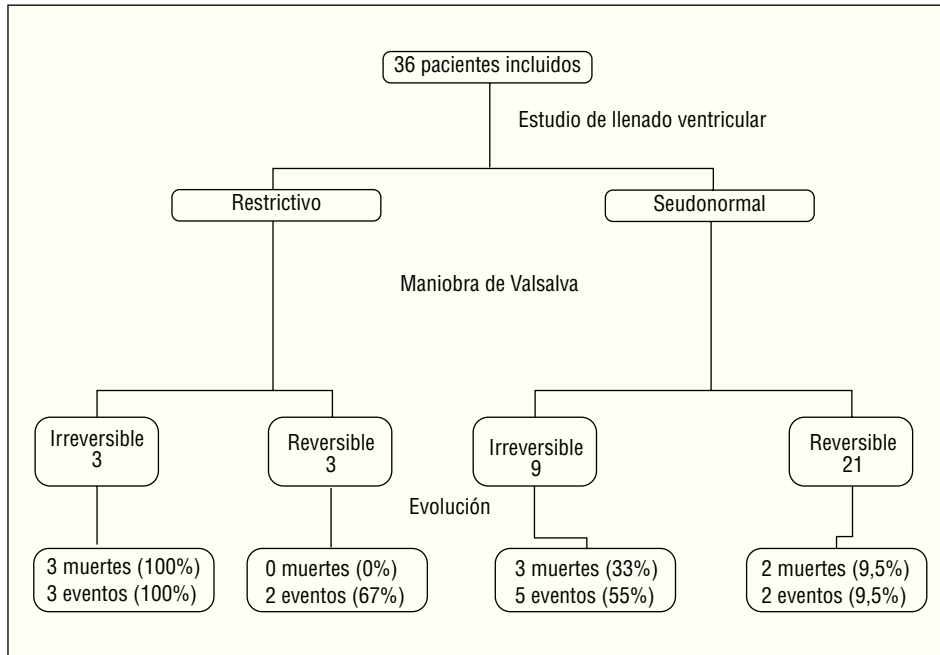 36 pacientes incluidos
Estudio de llenado ventricular
Restrictivo
Seudonormal
Maniobra de Valsalva
Irreversible
3
Reversible
3
Irreversible
9
Reversible
21
Evolución
3 muertes (100%)
3 eventos (100%)
0 muertes (0%)
2 eventos (67%)
3 muertes (33%)
5 eventos (55%)
2 muertes (9,5%)
2 eventos (9,5%)